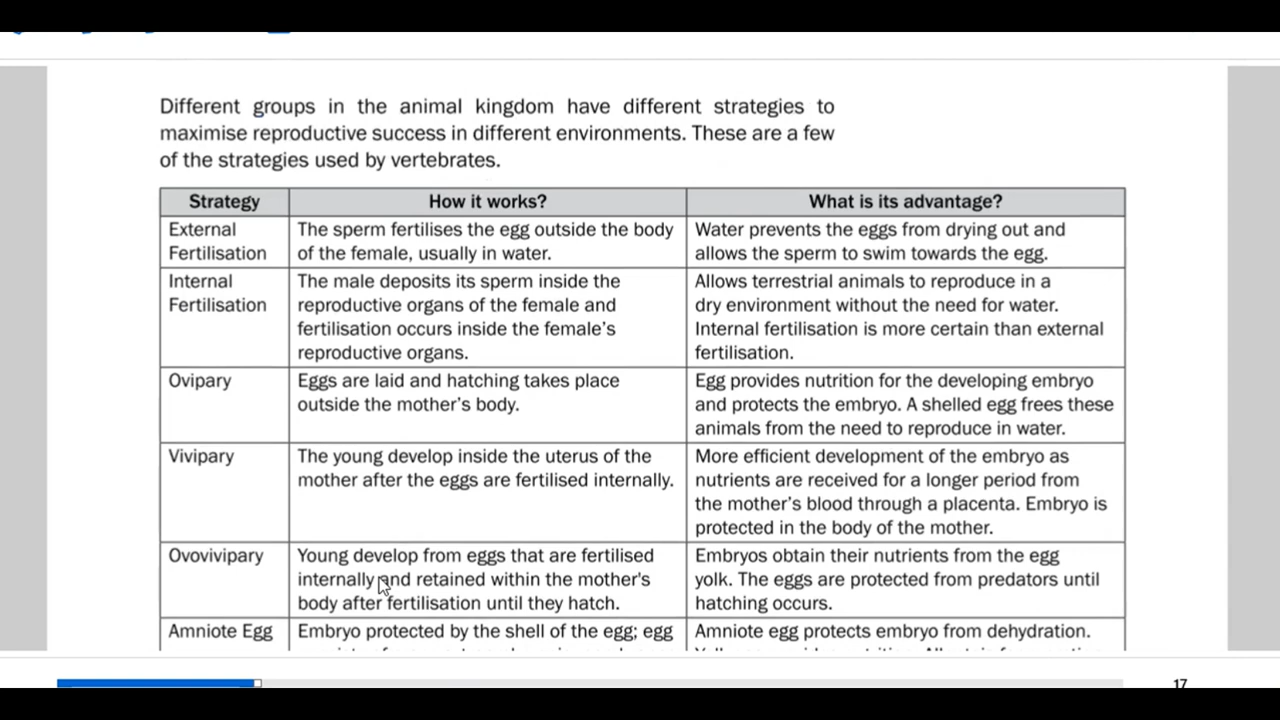 Different groups in the animal kingdom have different strategies to
maximise reproductive success in different environments. These are a few
of the strategies used by vertebrates.
Strategy How it works? What is its advantage?
External
Fertilisation
The sperm fertilises the egg outside the body
of the female, usually in water.
Water prevents the eggs from drying out and
allows the sperm to swim towards the egg.
Internal
Fertilisation
The male deposits its sperm inside the
reproductive organs of the female and
fertilisation occurs inside the female's
reproductive organs.
Allows terrestrial animals to reproduce in a
dry environment without the need for water.
Internal fertilisation is more certain than external
fertilisation.
Ovipary
Eggs are laid and hatching takes place
outside the mother's body.
Egg provides nutrition for the developing embryo
and protects the embryo. A shelled egg frees these
animals from the need to reproduce in water.
Vivipary
The young develop inside the uterus of the
mother after the eggs are fertilised internally.
More efficient development of the embryo as
nutrients are received for a longer period from
the mother's blood through a placenta. Embryo is
protected in the body of the mother.
Ovovivipary
Young develop from eggs that are fertilised
internally and retained within the mother's
body after fertilisation until they hatch.
Embryos obtain their nutrients from the egg
yolk. The eggs are protected from predators until
hatching occurs.
Amniote Egg
Embryo protected by the shell of the egg; egg
Amniote egg protects embryo from dehydration.
17